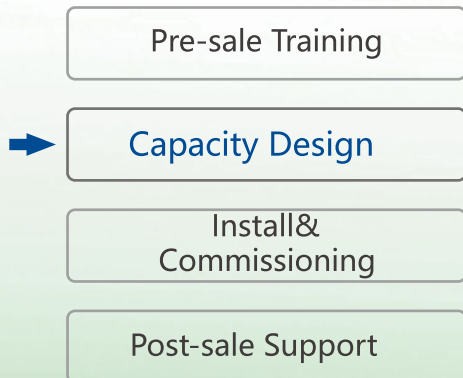 Pre-sale Training
Capacity Design
Install&
Commissioning
Post-sale Support